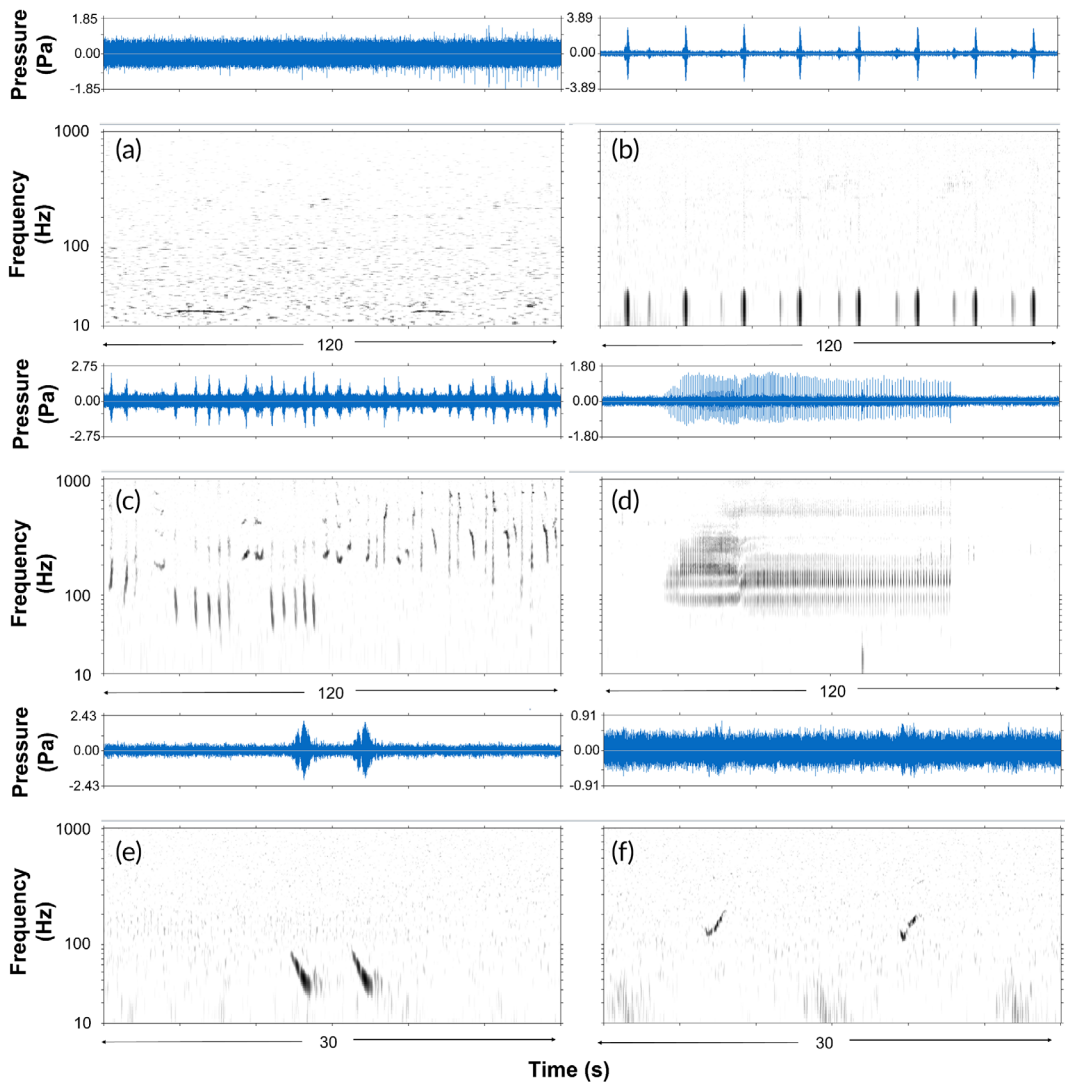 Pressure (Pa)
1.85
0.00
-1.85
3.89
0.00
-3.89
Frequency (Hz)
1000
100
10
(a)
(b)
120
120
Pressure (Pa)
2.75
0.00
-2.75
1.80
0.00
-1.80
Frequency (Hz)
1000
100
10
(c)
(d)
120
120
Pressure (Pa)
2.43
0.00
-2.43
0.91
0.00
-0.91
Frequency (Hz)
1000
100
10
(e)
(f)
30
30
Time (s)